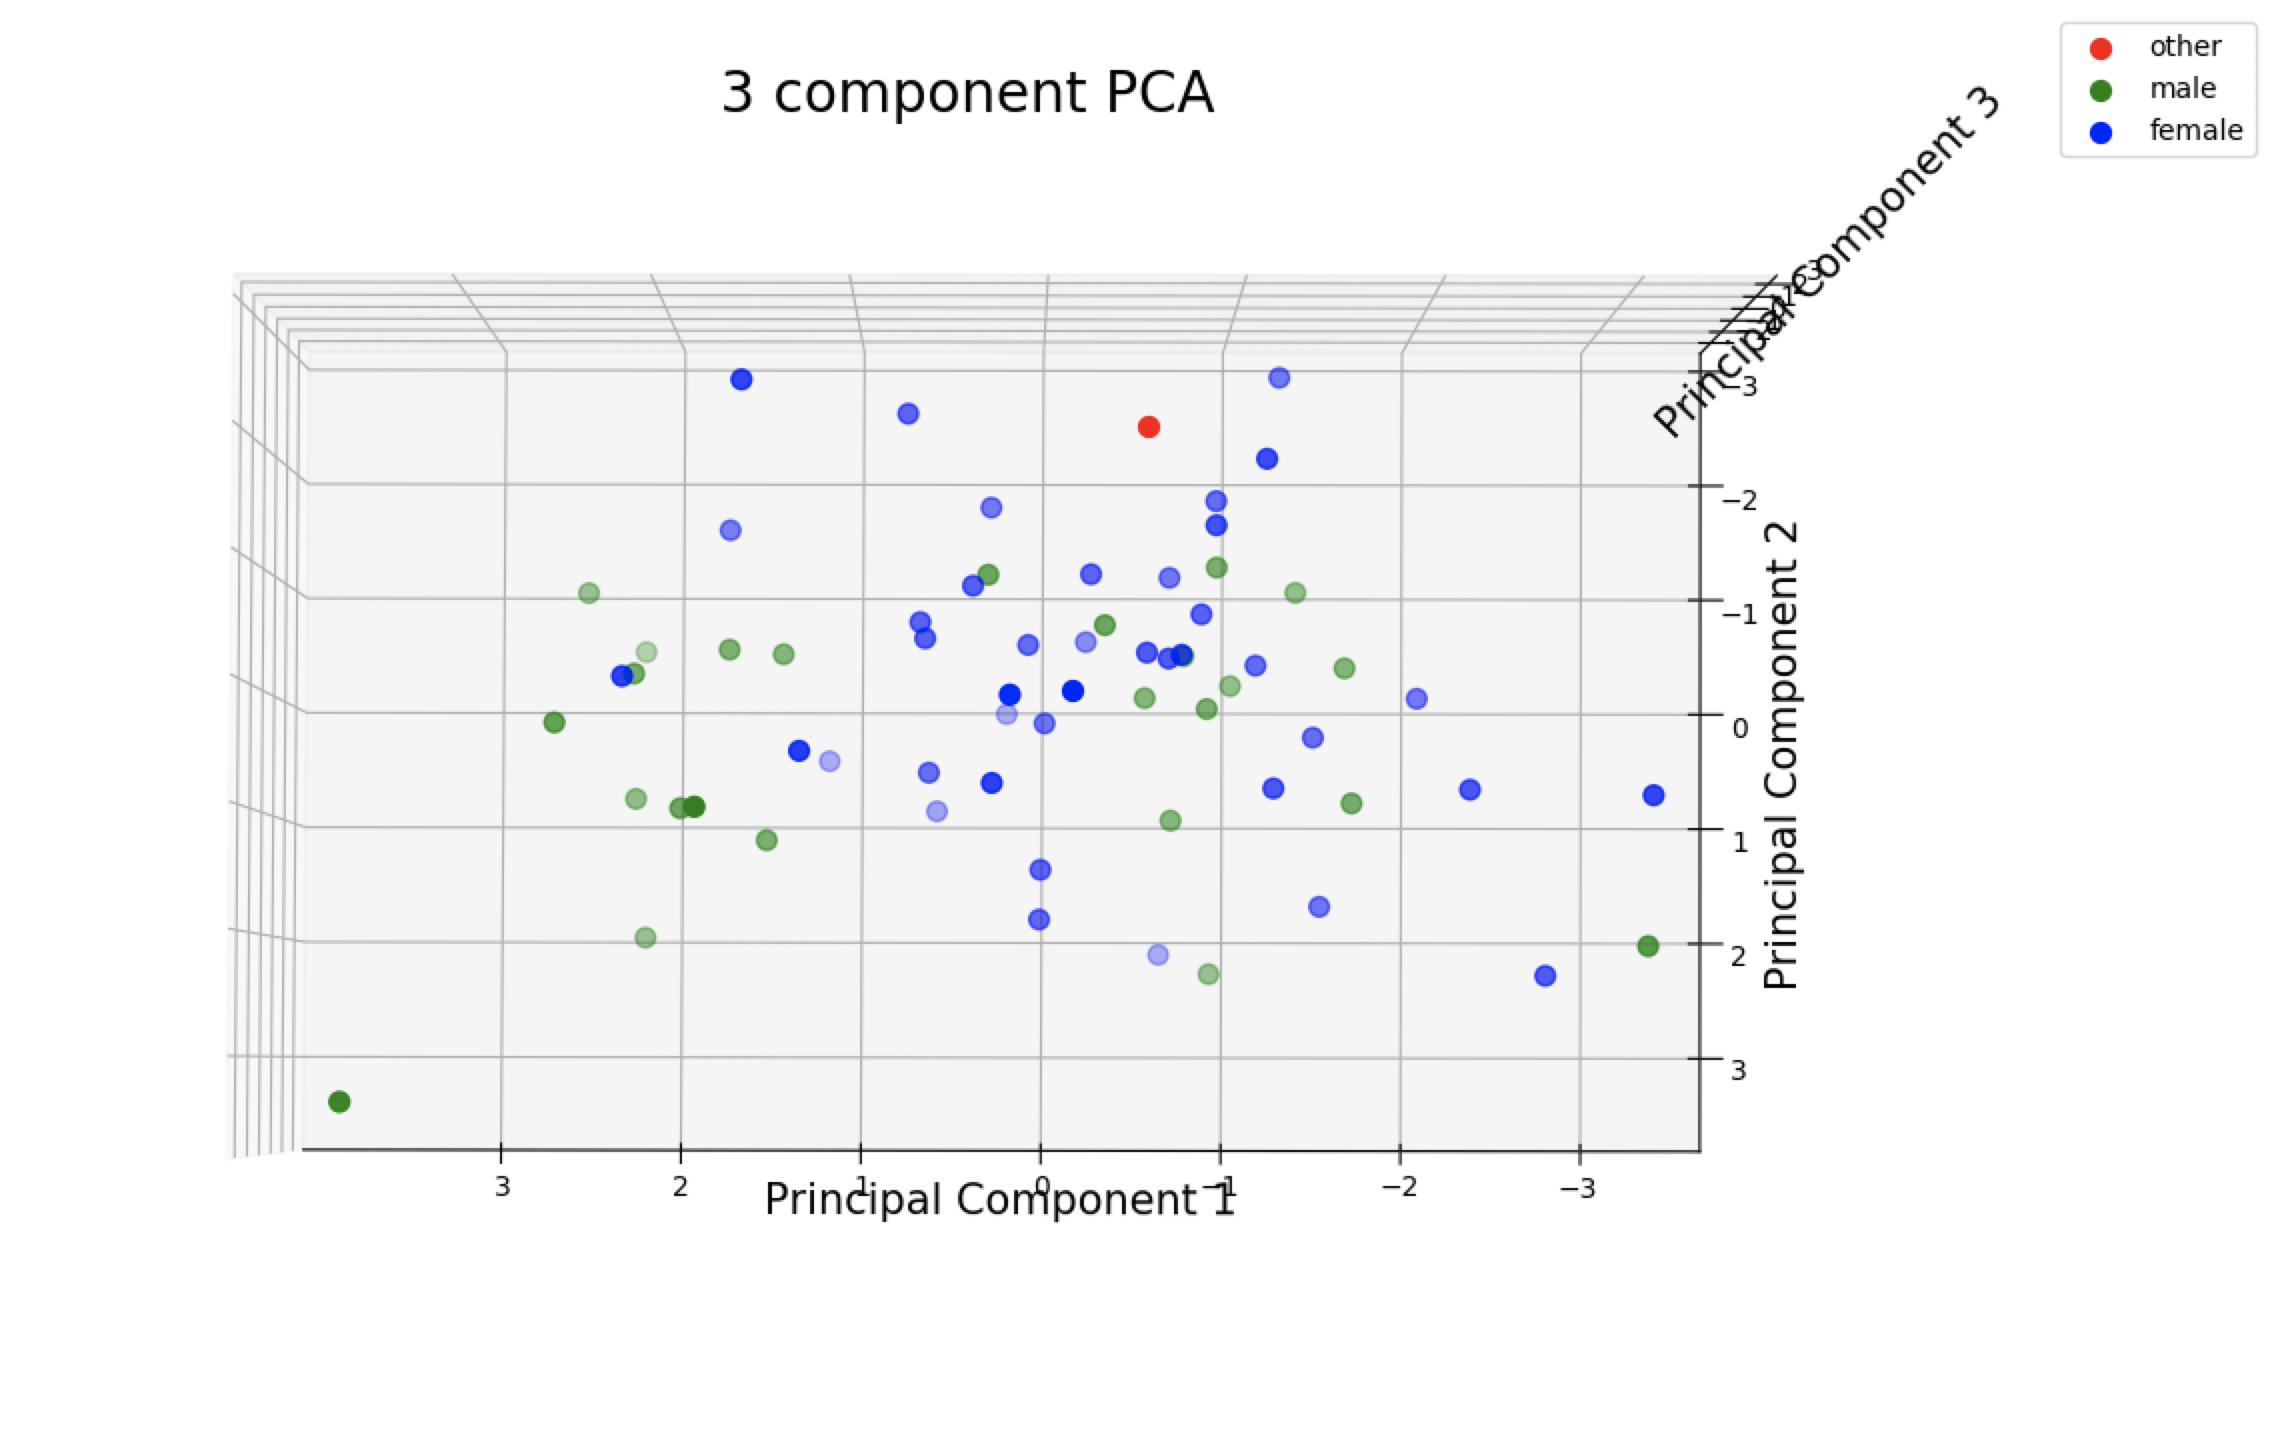 other
male
female
3 component PCA
Principal Component 3
−3
−2
−1
0
1
2
3
Principal Component 2
3
2
1
0
−1
−2
−3
Principal Component 1